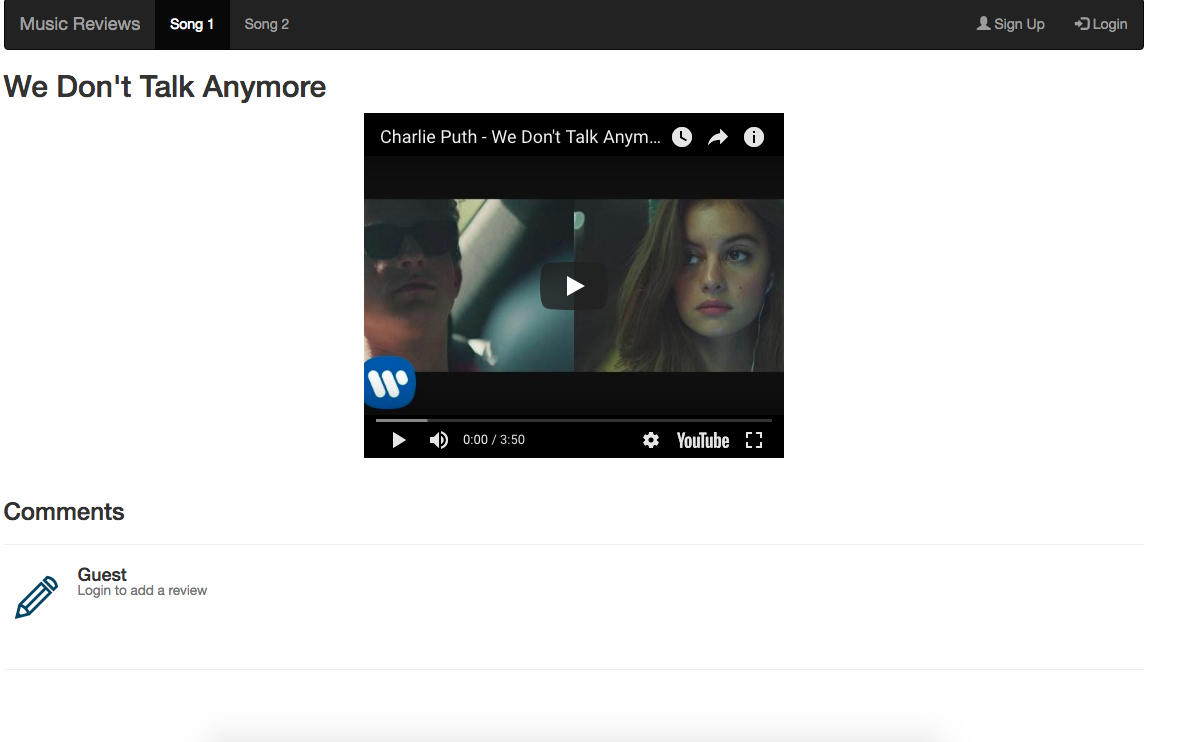 Music Reviews Song 1 Song 2 Sign Up Login
We Don't Talk Anymore
Charlie Puth - We Don't Talk Anym...
0:00 / 3:50 YouTube
Comments
Guest
Login to add a review